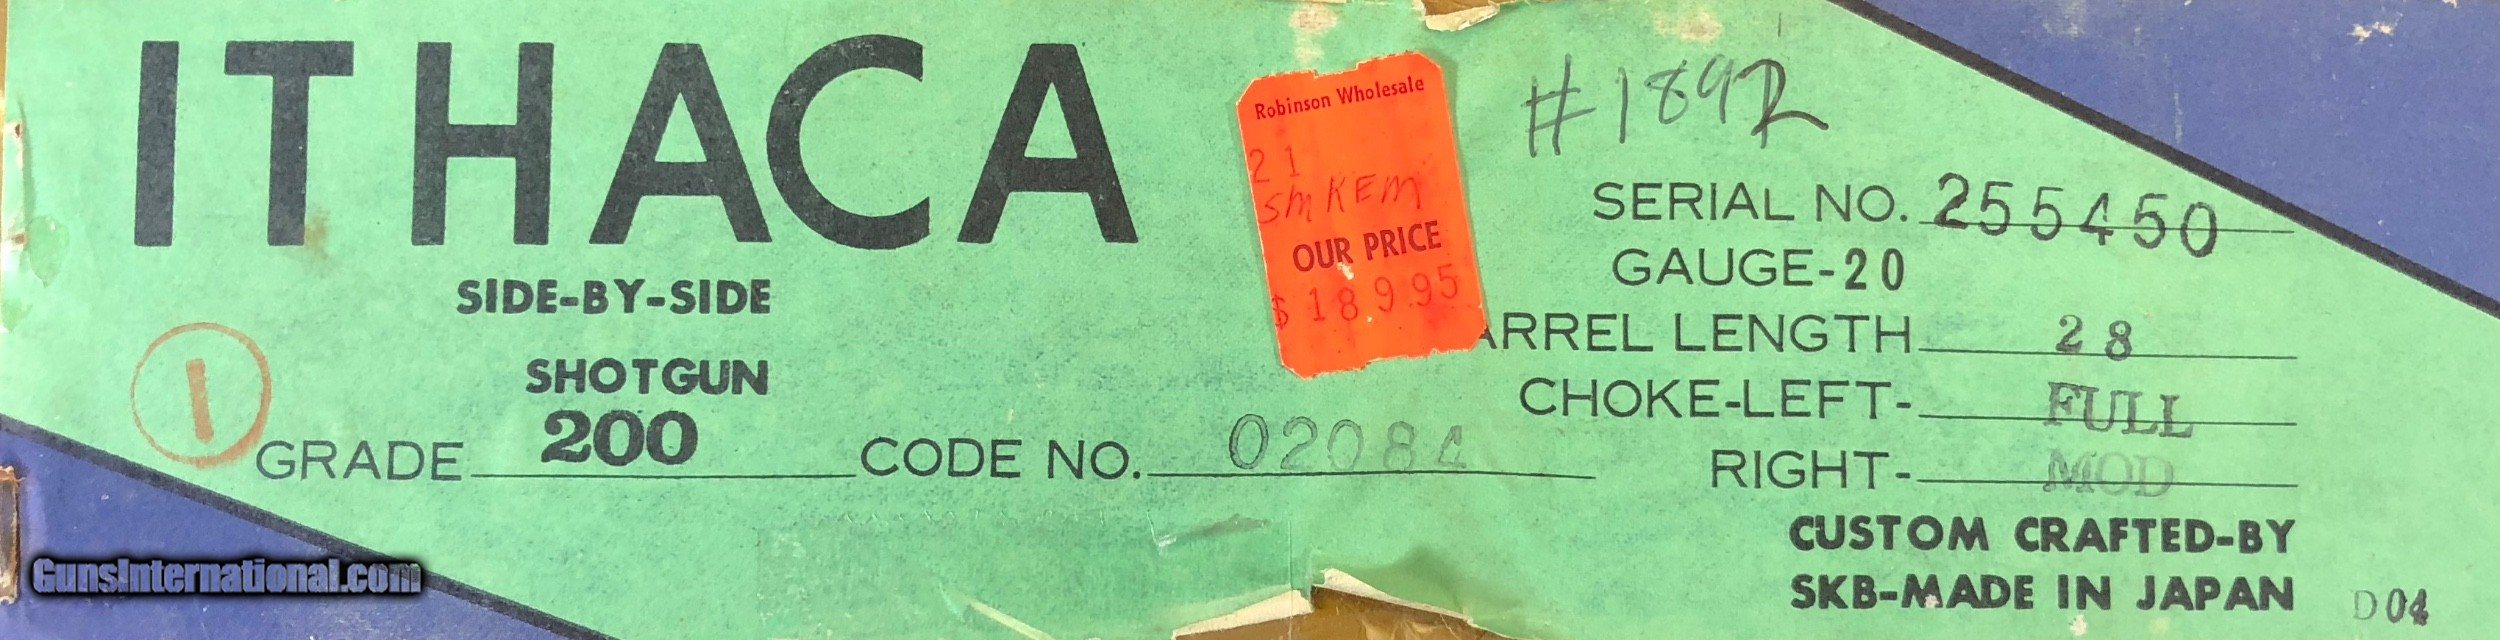 ITHACA
SIDE-BY-SIDE
SHOTGUN
GRADE 200
CODE NO. 02084
1
Robinson Wholesale
21
SM KEM
OUR PRICE
$189.95
#189R
SERIAL NO. 255450
GAUGE-20
ARREL LENGTH 28
CHOKE-LEFT- FULL
RIGHT- MOD
CUSTOM CRAFTED-BY
SKB-MADE IN JAPAN
D04
GunsInternational.com